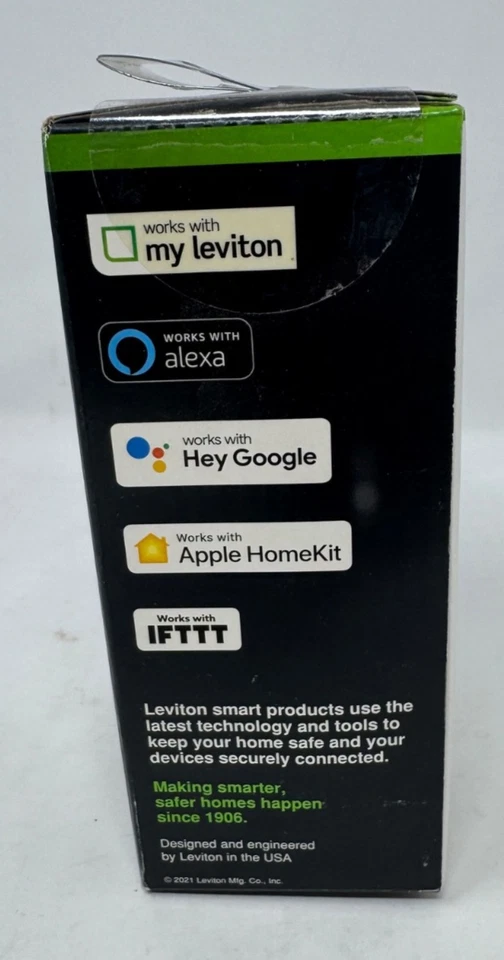 works with
my leviton
WORKS WITH
alexa
works with
Hey Google
Works with
Apple HomeKit
Works with
IFTTT
Leviton smart products use the
latest technology and tools to
keep your home safe and your
devices securely connected.
Making smarter,
safer homes happen
since 1906.
Designed and engineered
by Leviton in the USA
© 2021 Leviton Mfg. Co., Inc.